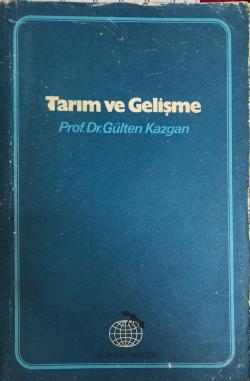 Tarım ve Gelişme
Prof.Dr.Gülten Kazgan